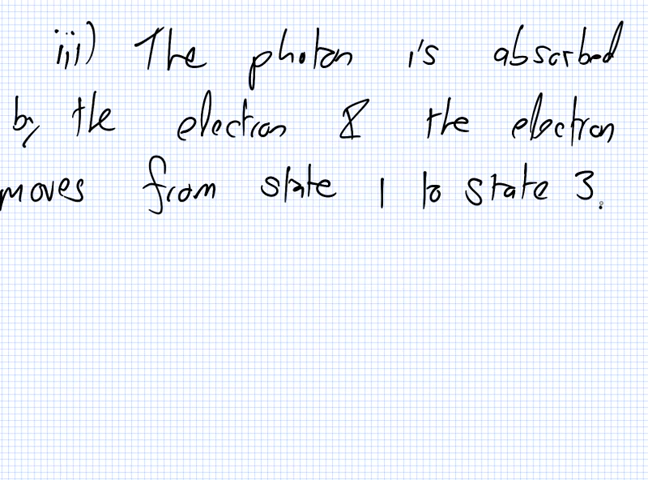 iii) The photon is absorbed
by the electron & the electron
moves from state 1 to state 3.